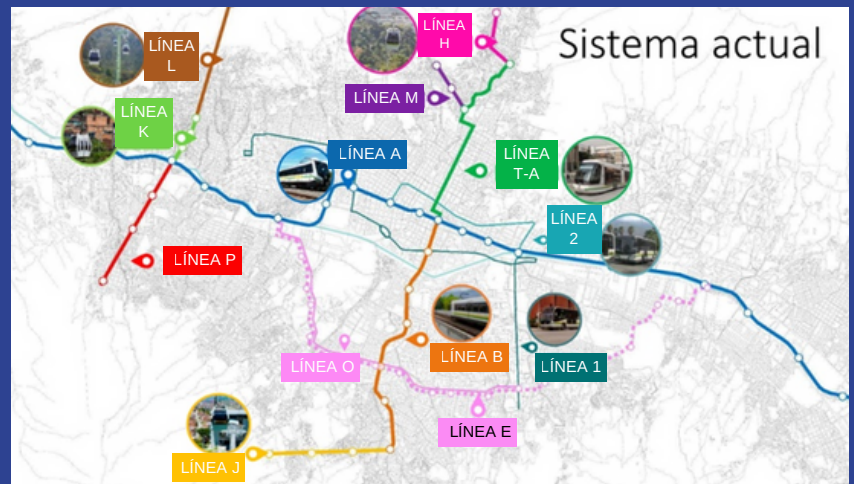 LÍNEA
H
Sistema actual
LÍNEA
L
LÍNEA M
LÍNEA
K
LÍNEA A
LÍNEA
T-A
LÍNEA
2
LÍNEA P
LÍNEA O
LÍNEA B
LÍNEA 1
LÍNEA E
LÍNEA J